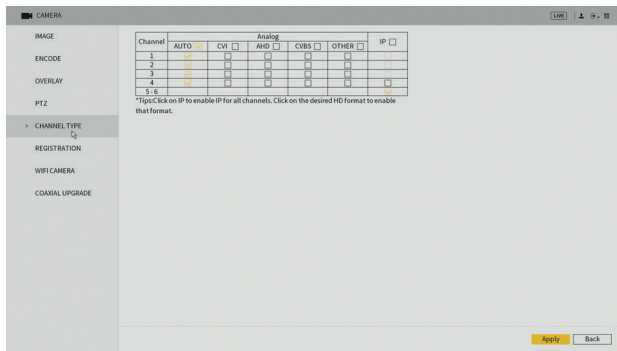 CAMERA
LIVE
IMAGE
ENCODE
OVERLAY
PTZ
CHANNEL TYPE
REGISTRATION
WIFI CAMERA
COAXIAL UPGRADE
Channel Analog IP
AUTO CVI AHD CVBS OTHER
1
2
3
4
5-6
*Tips:Click on IP to enable IP for all channels. Click on the desired HD format to enable
that format.
Apply Back